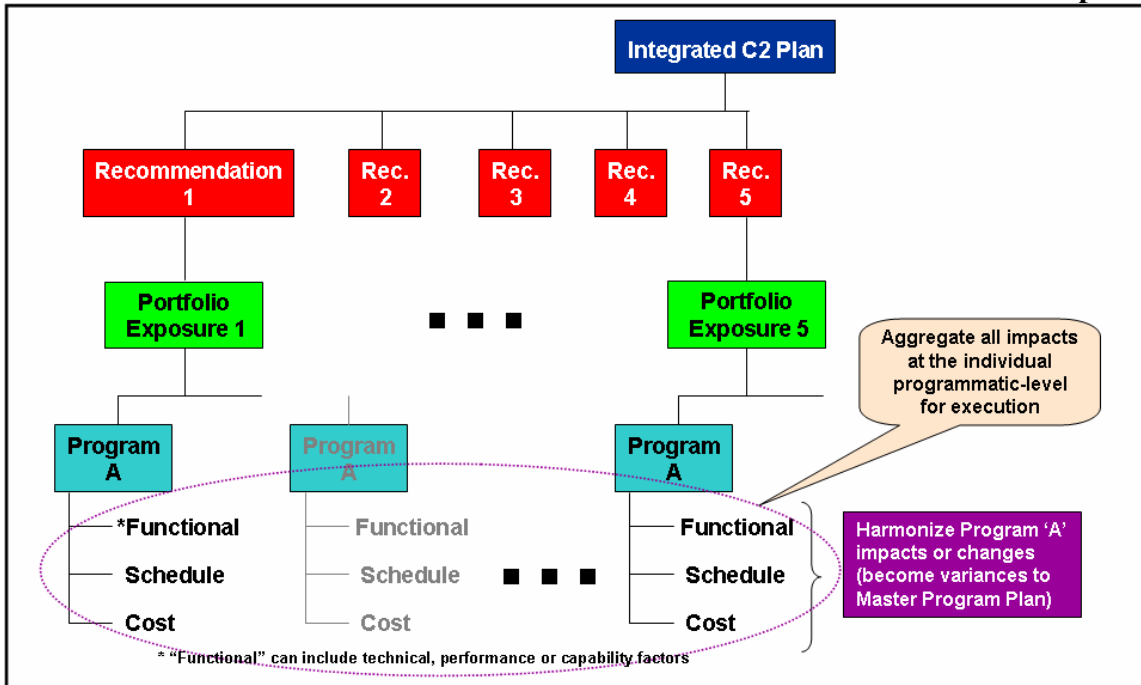 Integrated C2 Plan
Recommendation
1
Rec.
2
Rec.
3
Rec.
4
Rec.
5
Portfolio
Exposure 1
Portfolio
Exposure 5
Aggregate all impacts
at the individual
programmatic-level
for execution
Program
A
Program
A
Program
A
*Functional
Schedule
Cost
Functional
Schedule
Cost
Functional
Schedule
Cost
Harmonize Program ‘A’
impacts or changes
(become variances to
Master Program Plan)
* “Functional” can include technical, performance or capability factors